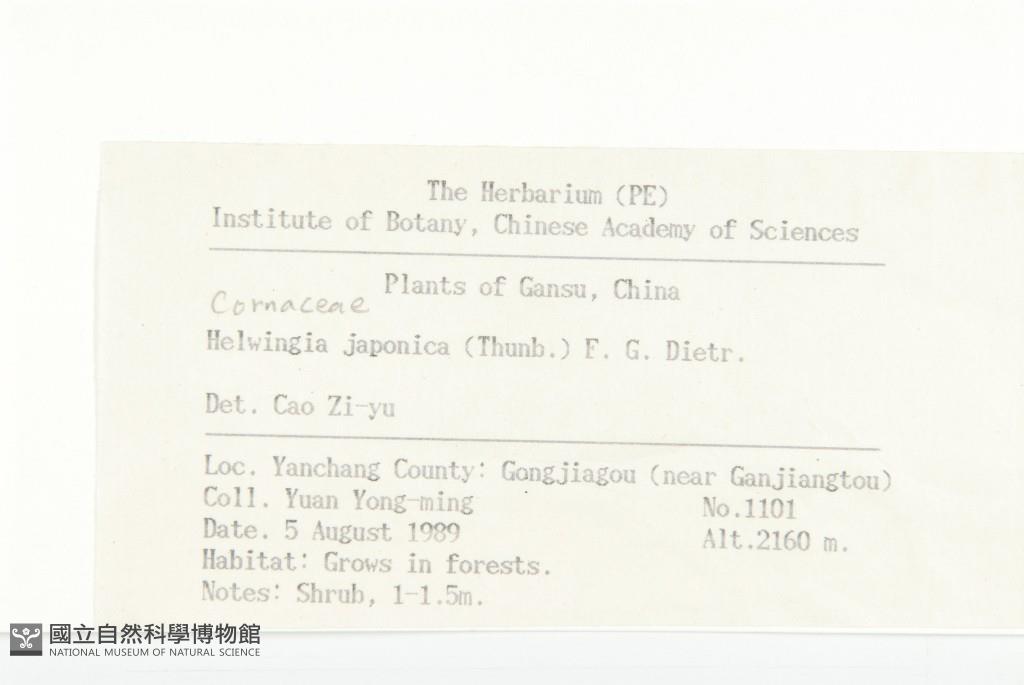 The Herbarium (PE)
Institute of Botany, Chinese Academy of Sciences
Plants of Gansu, China
Cornaceae
Helwingia japonica (Thunb.) F. G. Dietr.
Det. Cao Zi-yu
Loc. Yanchang County: Gongjiagou (near Ganjiangtou)
Coll. Yuan Yong-ming No.1101
Date. 5 August 1989 Alt.2160 m.
Habitat: Grows in forests.
Notes: Shrub, 1-1.5m.
國立自然科學博物館
NATIONAL MUSEUM OF NATURAL SCIENCE